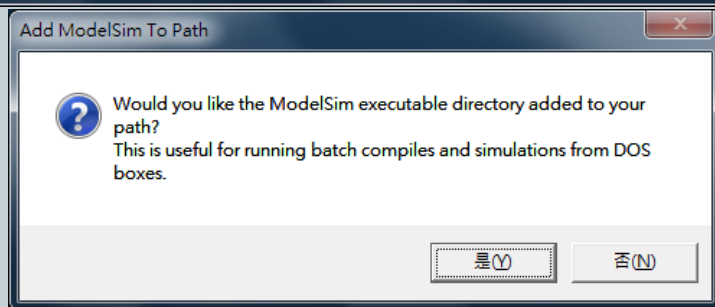 Add ModelSim To Path
Would you like the ModelSim executable directory added to your
path?
This is useful for running batch compiles and simulations from DOS
boxes.
是(Y)
否(N)